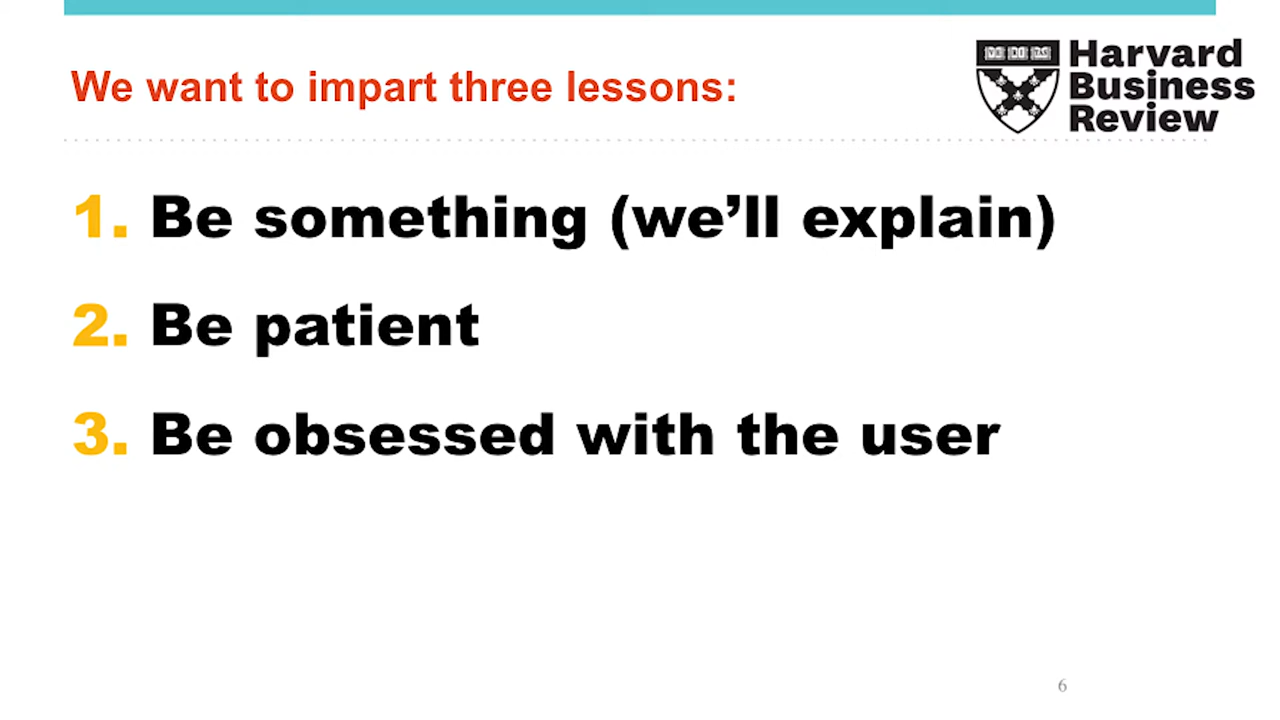 We want to impart three lessons:
Harvard
Business
Review
1. Be something (we’ll explain)
2. Be patient
3. Be obsessed with the user
6